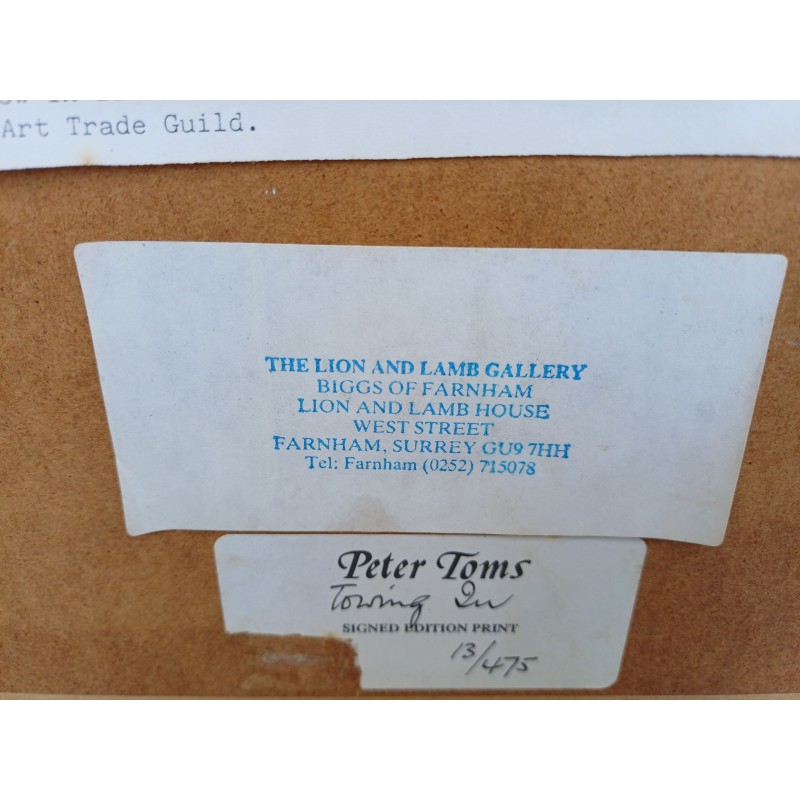 Art Trade Guild.
THE LION AND LAMB GALLERY
BIGGS OF FARNHAM
LION AND LAMB HOUSE
WEST STREET
FARNHAM, SURREY GU9 7HH
Tel: Farnham (0252) 715078
Peter Toms
Towing In
SIGNED EDITION PRINT
13/475